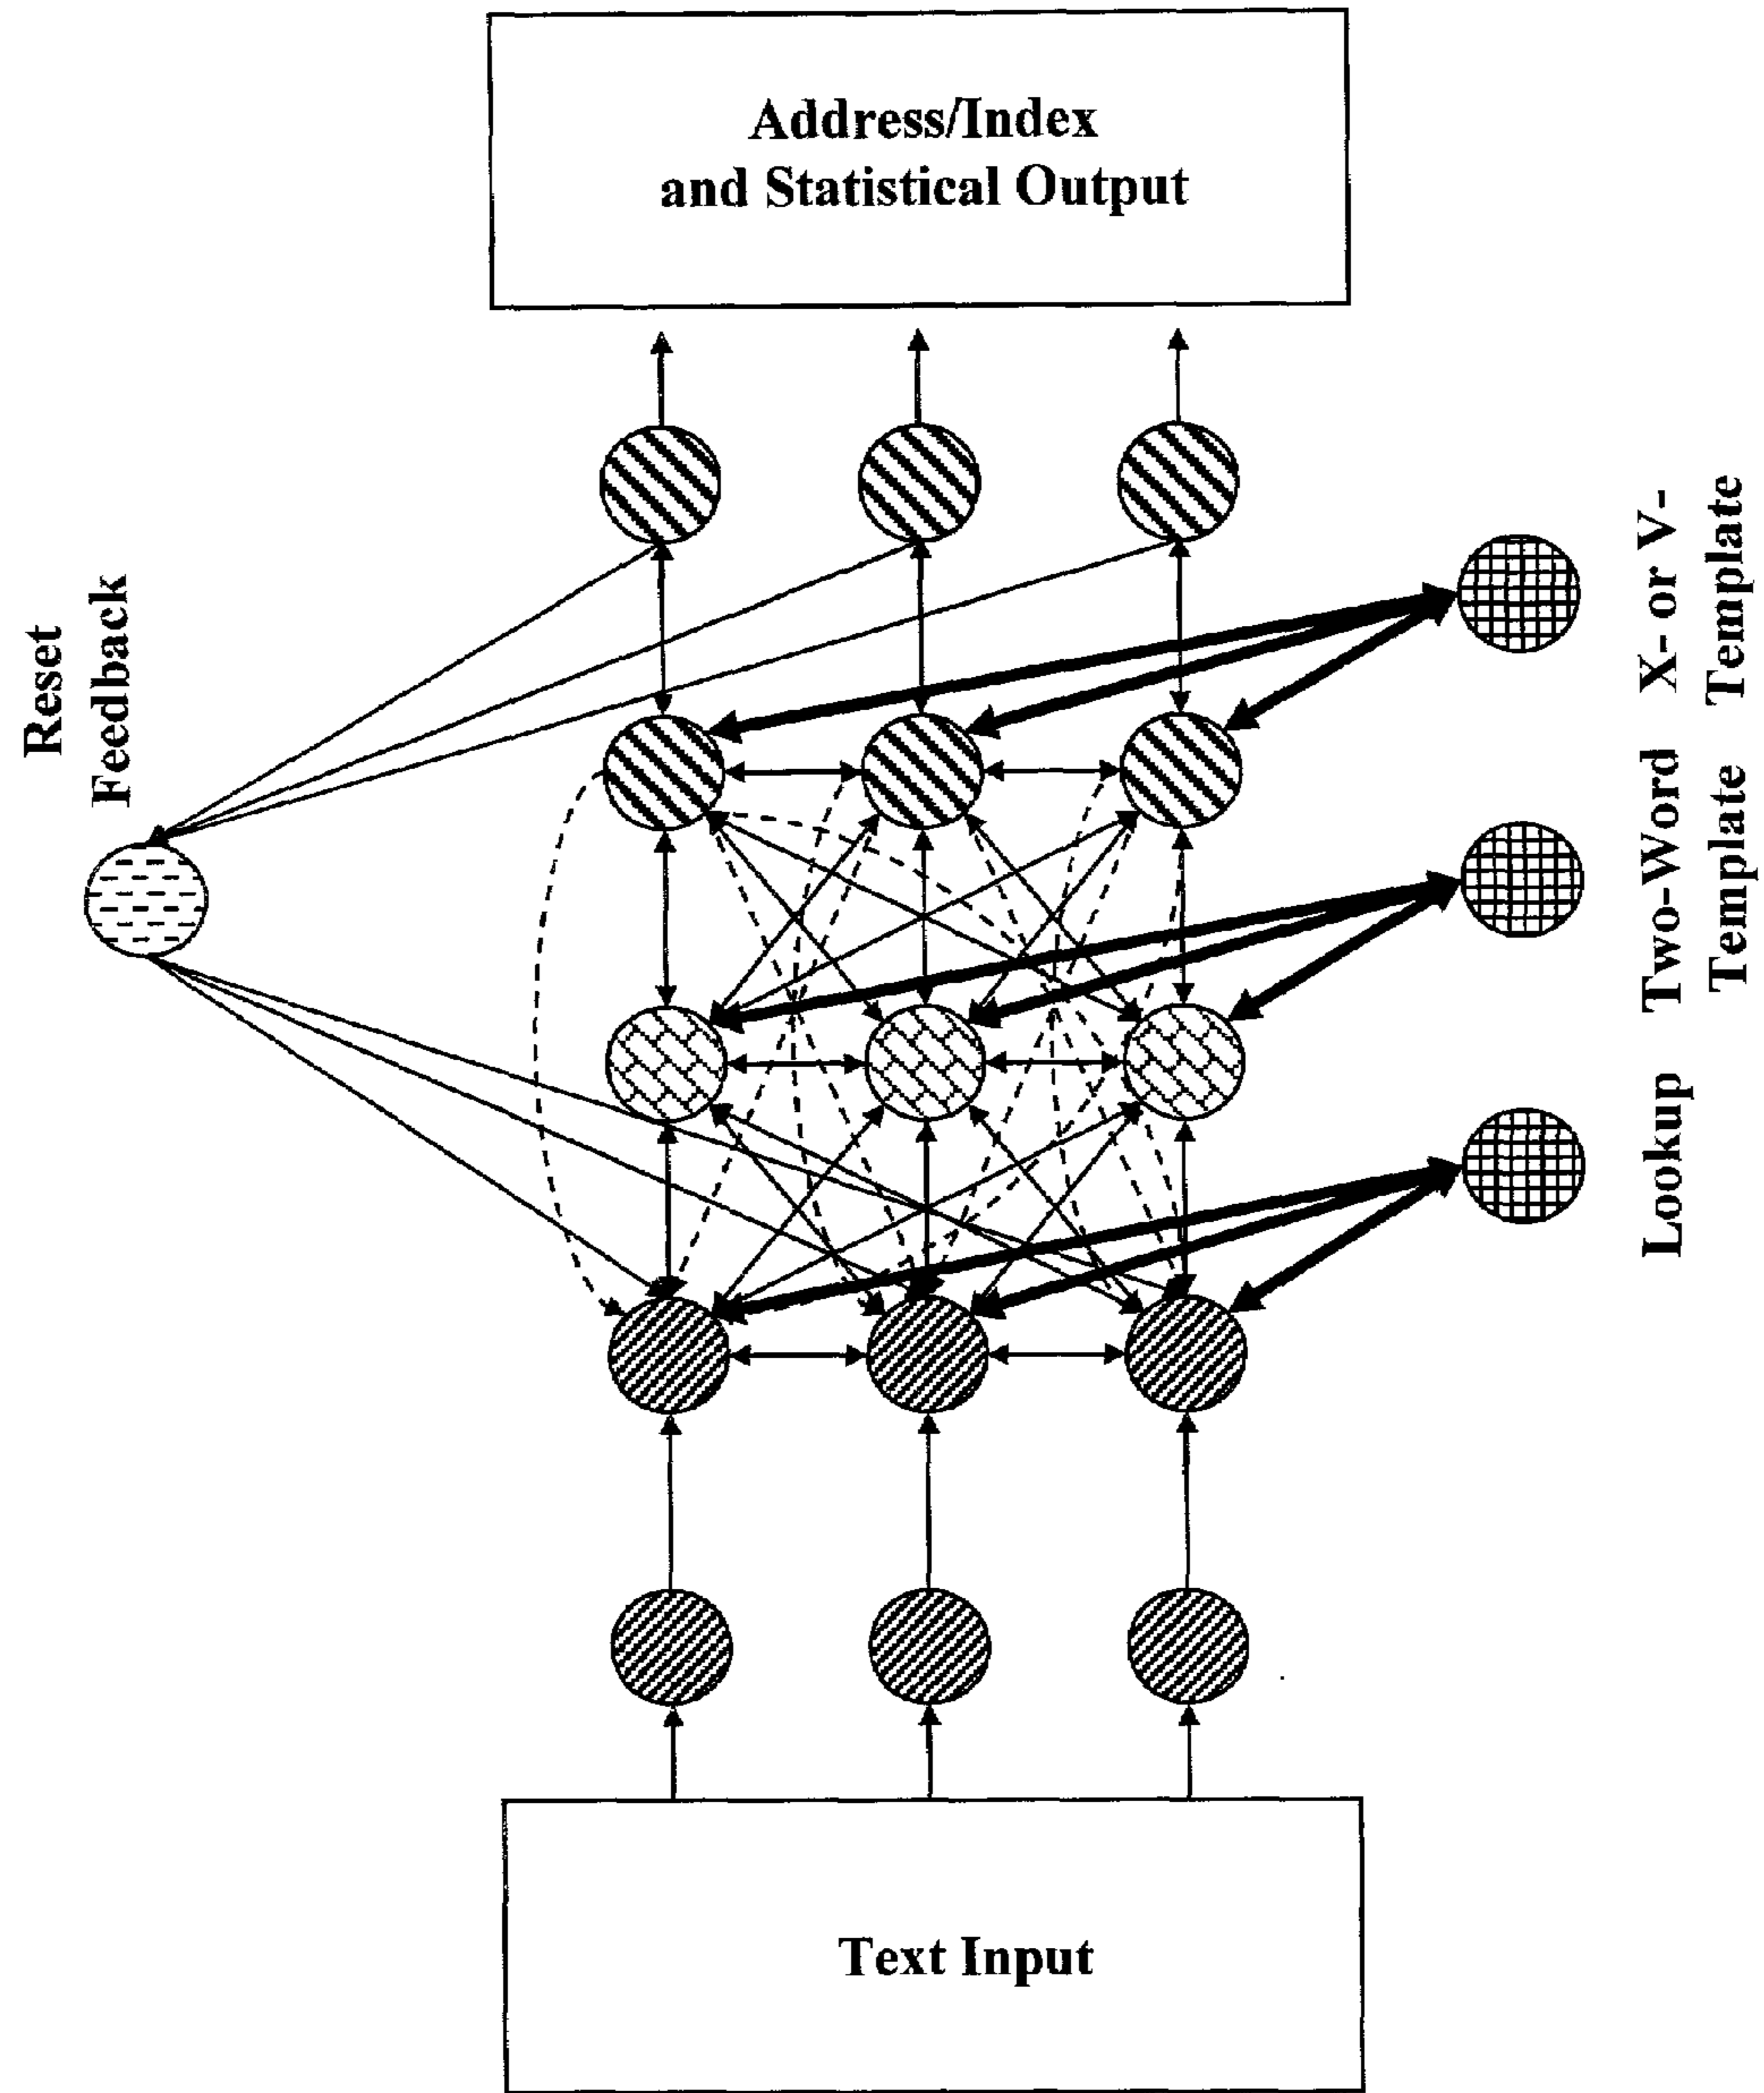 Address/Index
and Statistical Output
Reset
Feedback
X- or V-
Template
Two-Word
Template
Lookup
Text Input